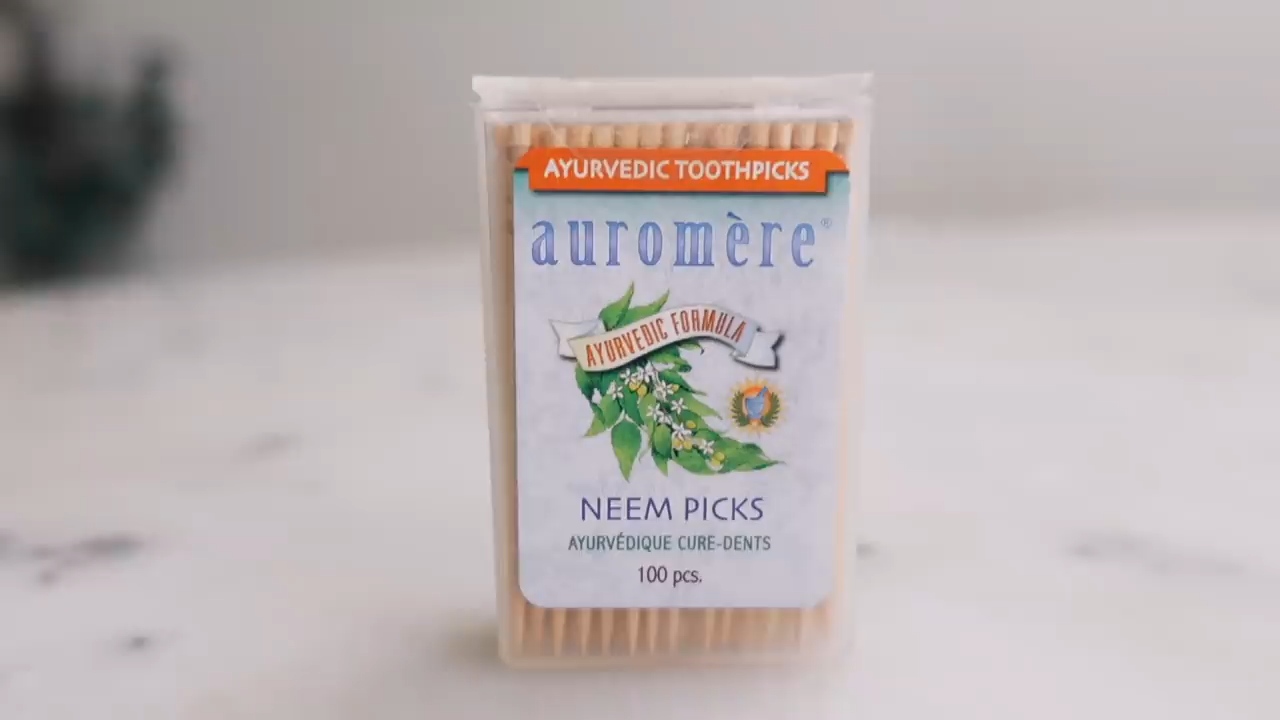 AYURVEDIC TOOTHPICKS
auromère®
AYURVEDIC FORMULA
NEEM PICKS
AYURVÉDIQUE CURE-DENTS
100 pcs.